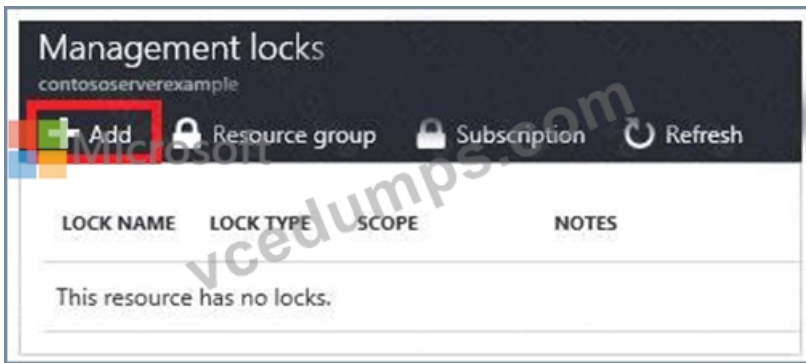 Management locks
contososerverexample
Add Resource group Subscription Refresh
Microsoft
vcedumps.com
LOCK NAME LOCK TYPE SCOPE NOTES
This resource has no locks.